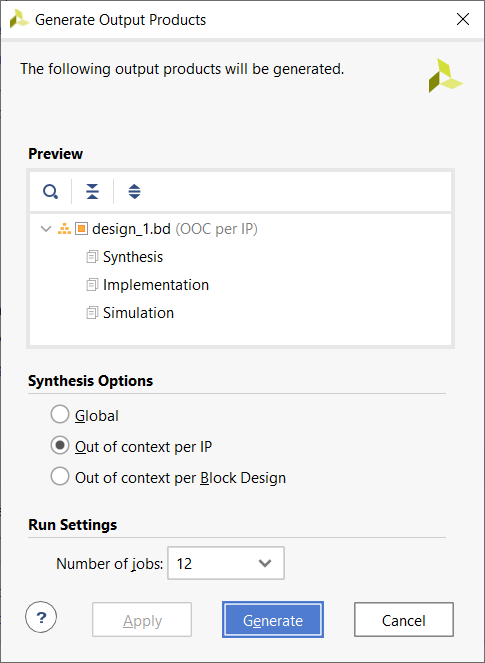 Generate Output Products
The following output products will be generated.
Preview
design_1.bd (OOC per IP)
Synthesis
Implementation
Simulation
Synthesis Options
Global
Out of context per IP
Out of context per Block Design
Run Settings
Number of jobs: 12
? Apply Generate Cancel